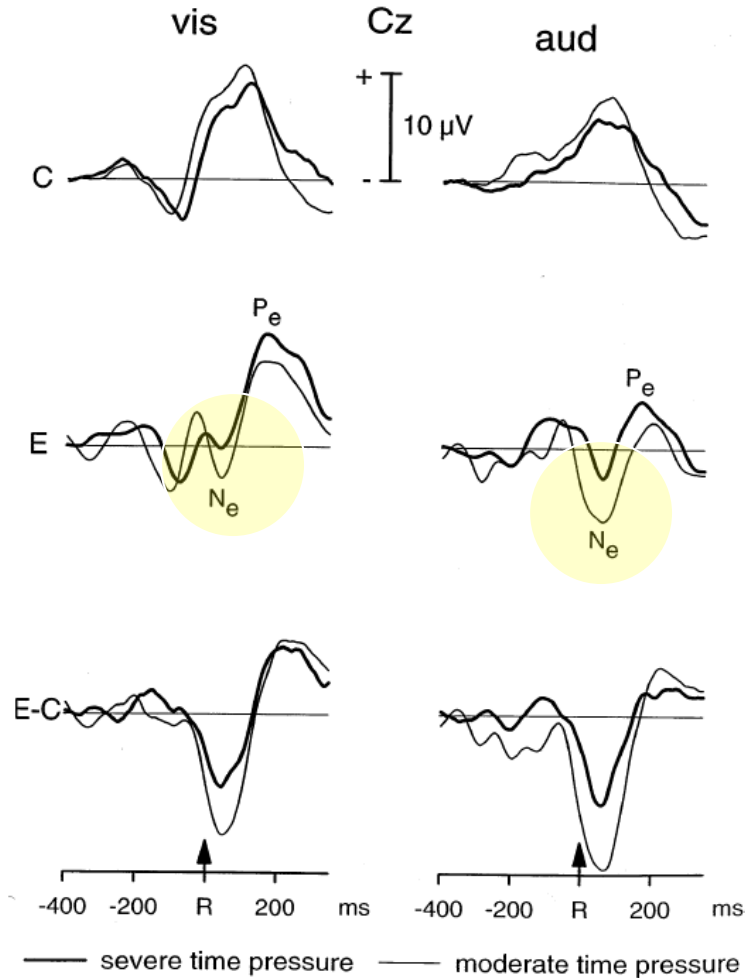 vis Cz aud
+
10 µV
-
C
Pe
Pe
E
Ne
Ne
E-C
-400 -200 R 200 ms -400 -200 R 200 ms
severe time pressure moderate time pressure